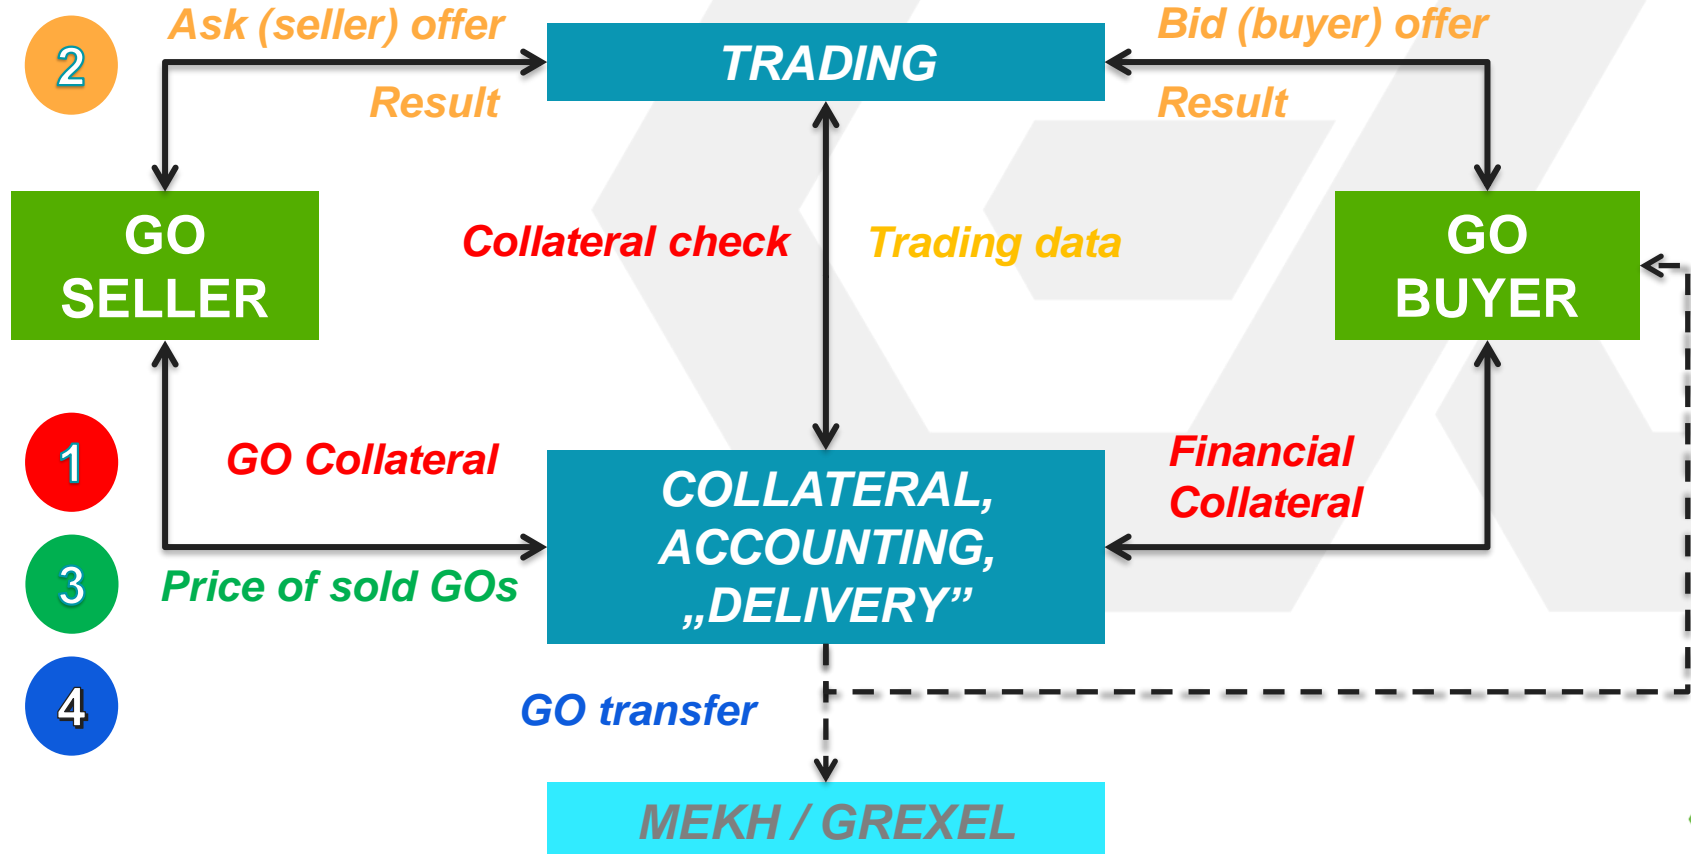 Ask (seller) offer
Bid (buyer) offer
2
TRADING
Result
Result
GO
SELLER
Collateral check
Trading data
GO
BUYER
1
GO Collateral
Financial
Collateral
COLLATERAL,
ACCOUNTING,
„DELIVERY”
3
Price of sold GOs
4
GO transfer
MEKH / GREXEL